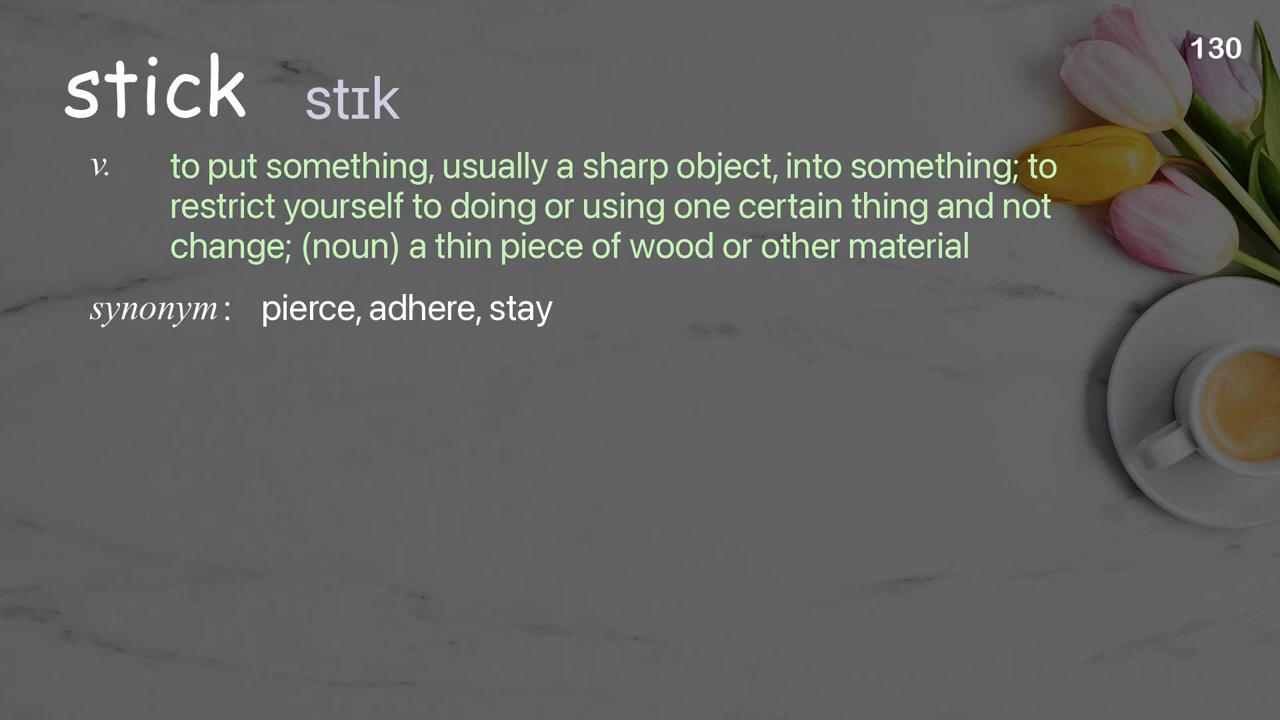 130
stick stɪk
v. to put something, usually a sharp object, into something; to
restrict yourself to doing or using one certain thing and not
change; (noun) a thin piece of wood or other material
synonym: pierce, adhere, stay